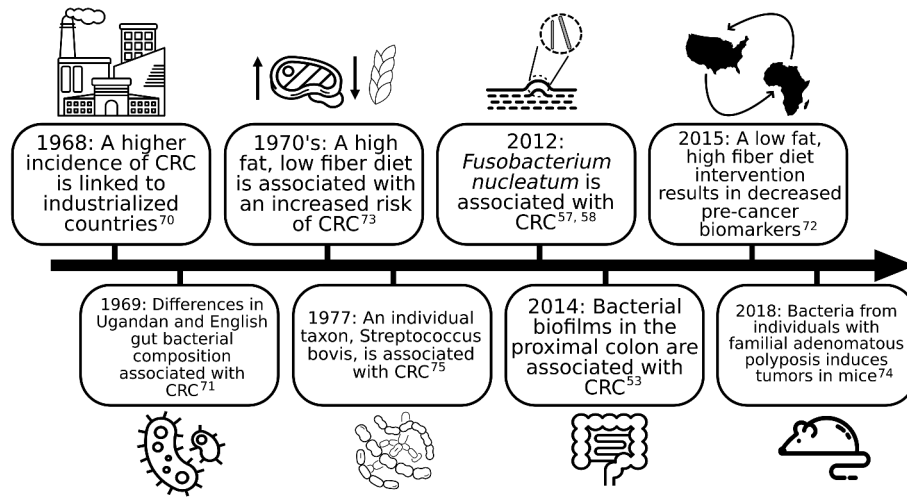 1968: A higher
incidence of CRC
is linked to
industrialized
countries70
1970's: A high
fat, low fiber diet
is associated with
an increased risk
of CRC73
2012:
Fusobacterium
nucleatum is
associated with
CRC57, 58
2015: A low fat,
high fiber diet
intervention
results in decreased
pre-cancer
biomarkers72
1969: Differences in
Ugandan and English
gut bacterial
composition
associated with
CRC71
1977: An individual
taxon, Streptococcus
bovis, is associated
with CRC75
2014: Bacterial
biofilms in the
proximal colon are
associated with
CRC53
2018: Bacteria from
individuals with
familial adenomatous
polyposis induces
tumors in mice74